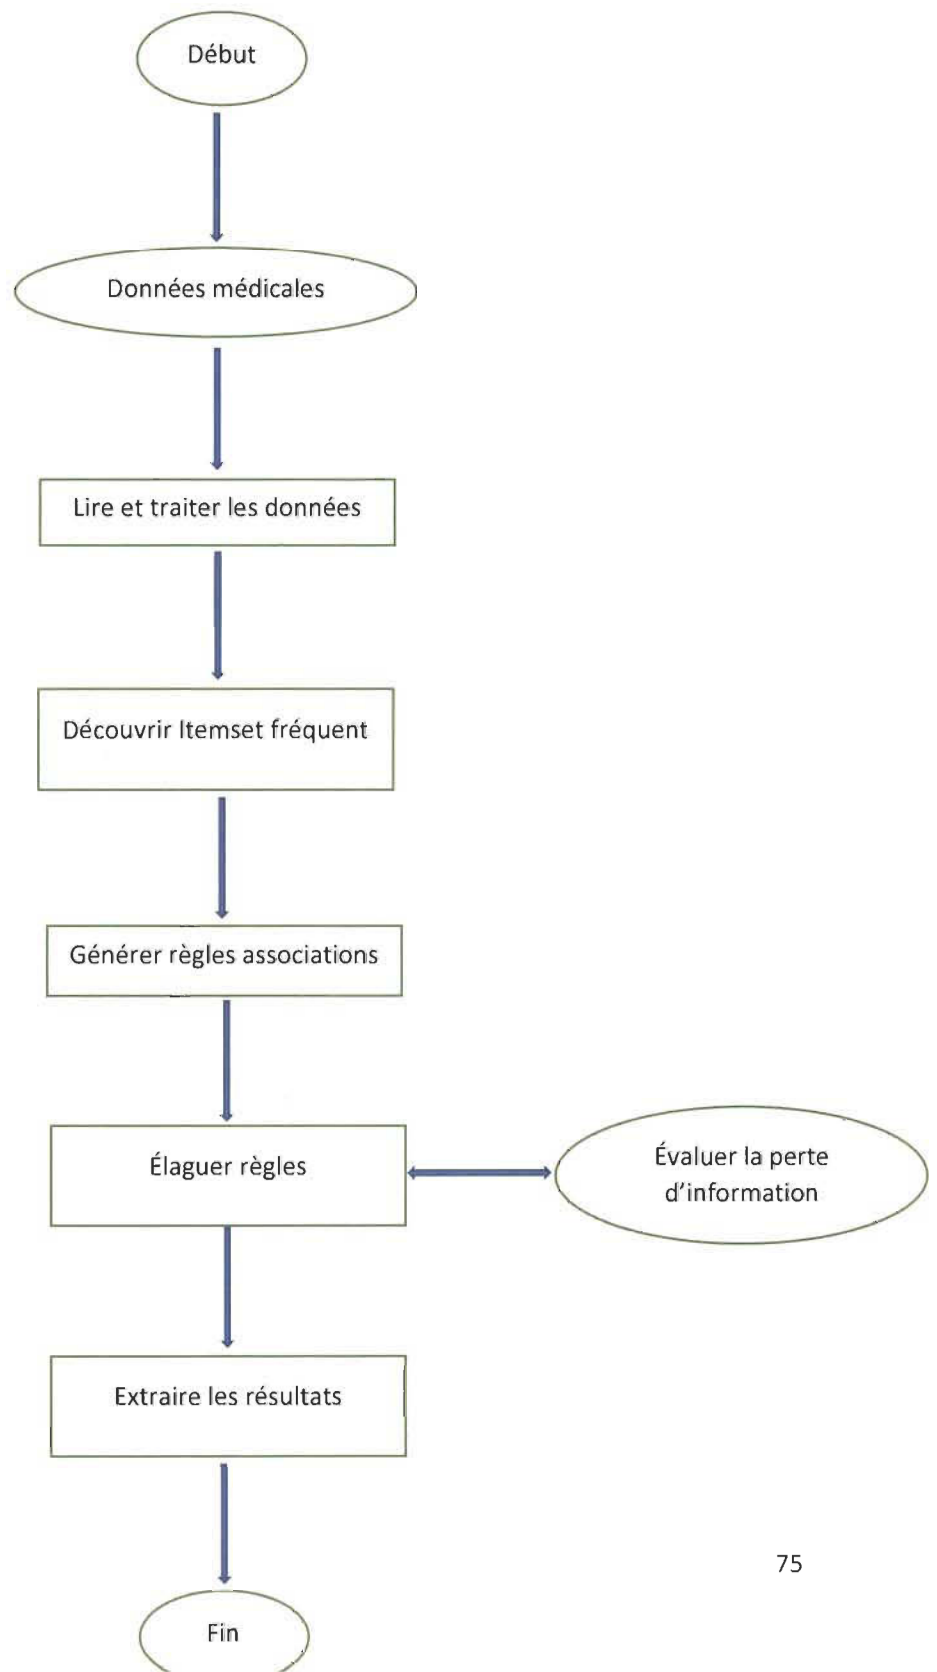 Début
Données médicales
Lire et traiter les données
Découvrir Itemset fréquent
Générer règles associations
Élaguer règles
Évaluer la perte
d'information
Extraire les résultats
75
Fin